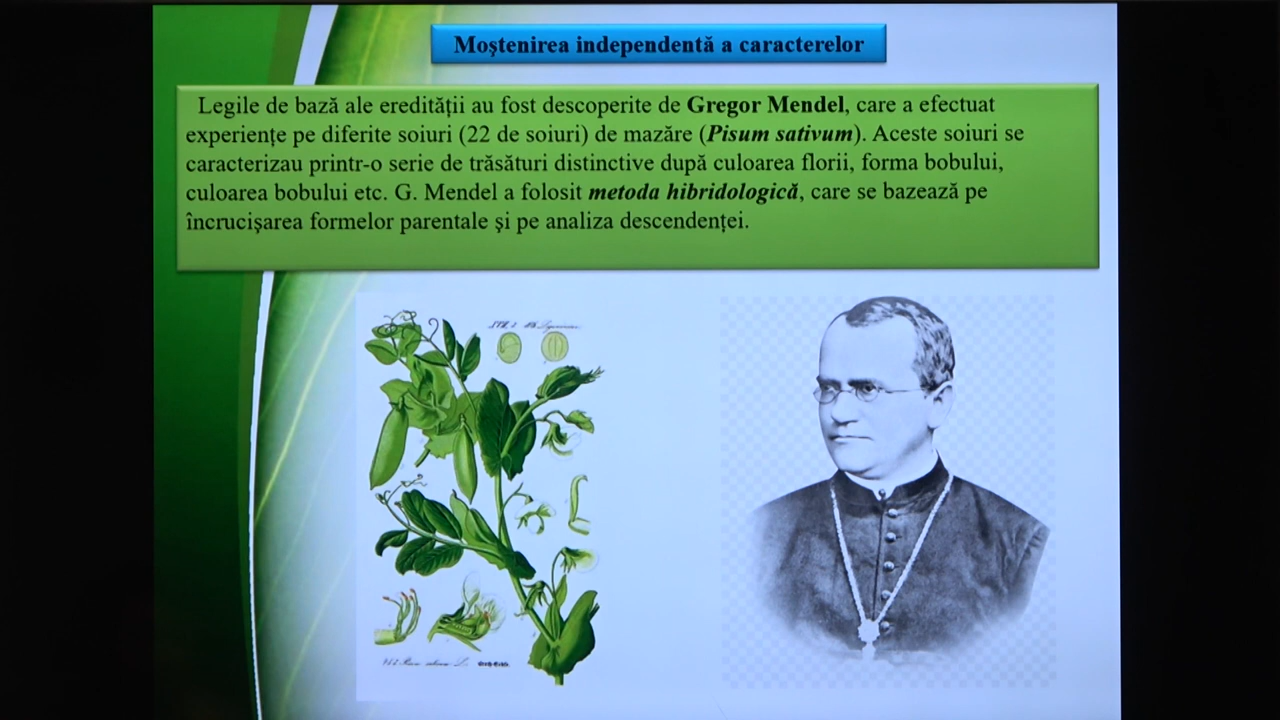 Moştenirea independentă a caracterelor
Legile de bază ale eredității au fost descoperite de Gregor Mendel, care a efectuat
experiențe pe diferite soiuri (22 de soiuri) de mazăre (Pisum sativum). Aceste soiuri se
caracterizau printr-o serie de trăsături distinctive după culoarea florii, forma bobului,
culoarea bobului etc. G. Mendel a folosit metoda hibridologică, care se bazează pe
încrucişarea formelor parentale şi pe analiza descendenței.